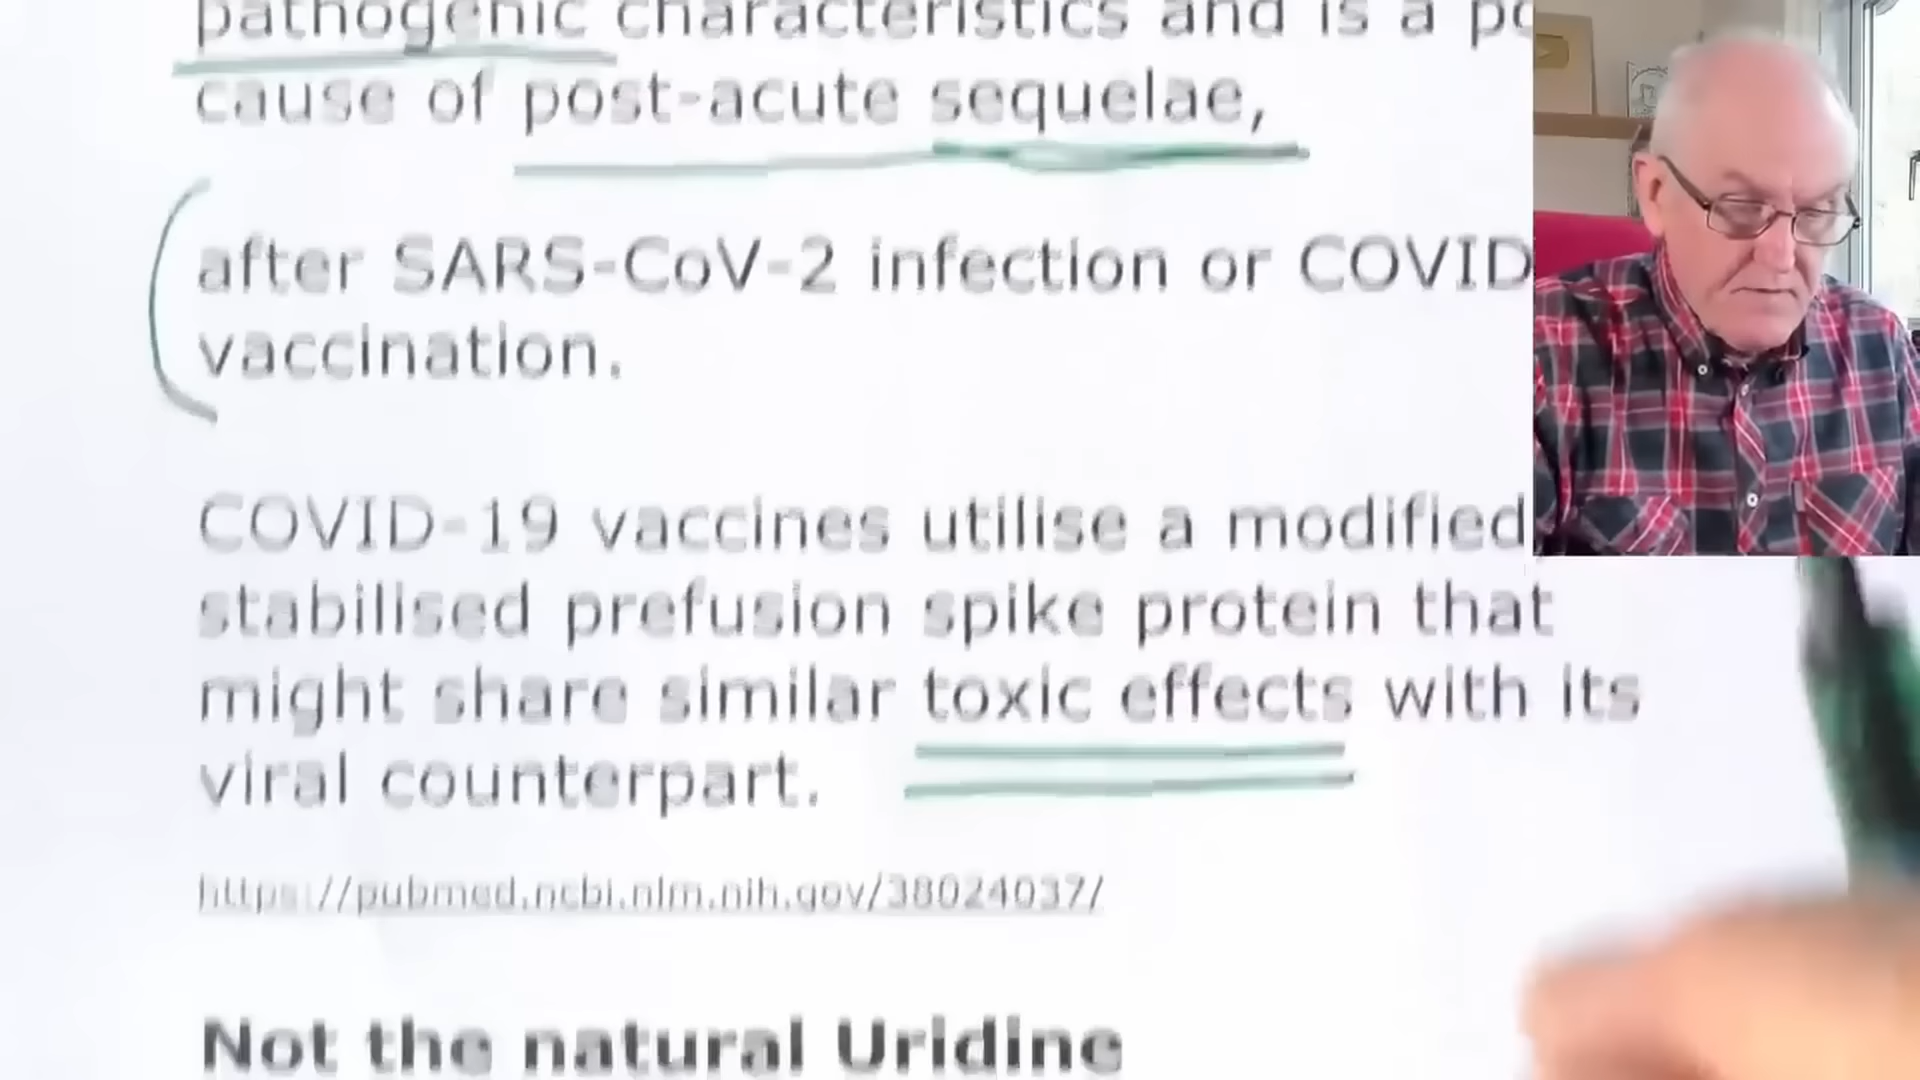 pathogenic characteristics and is a
cause of post-acute sequelae,
after SARS-CoV-2 infection or COVID
vaccination.
COVID-19 vaccines utilise a modified
stabilised prefusion spike protein that
might share similar toxic effects with its
viral counterpart.
https://pubmed.ncbi.nlm.nih.gov/38024037/
Not the natural Uridine